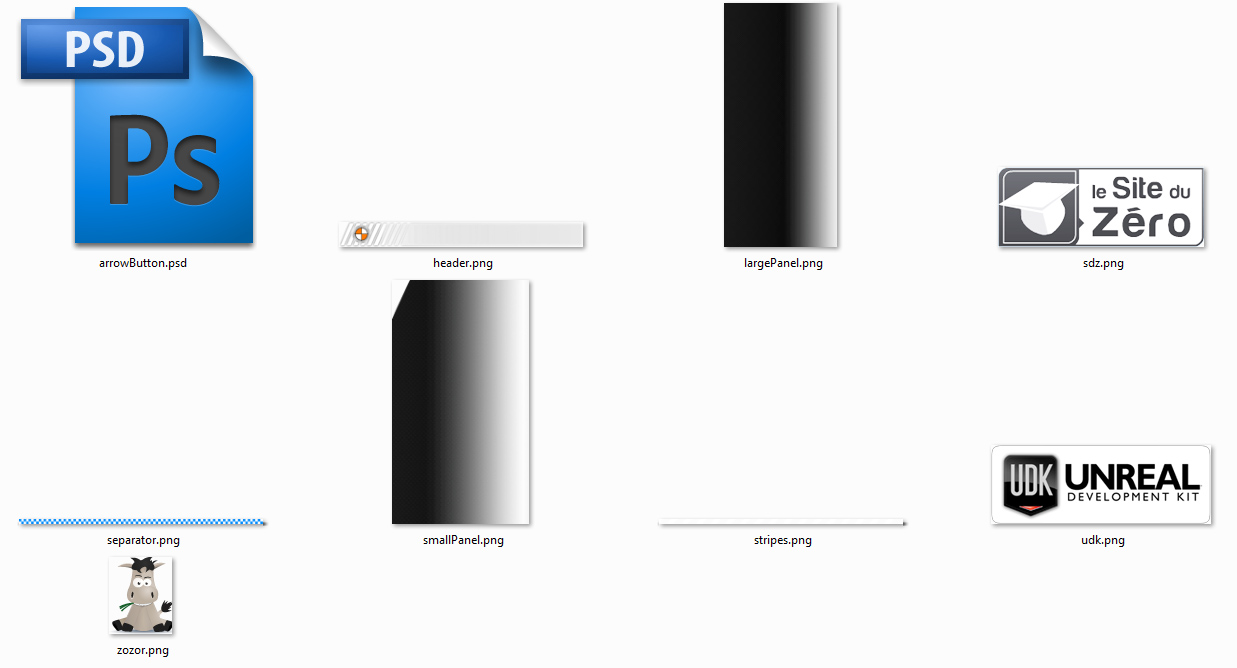 PSD
Ps
arrowButton.psd
header.png
largePanel.png
le Site du
Zéro
sdz.png
separator.png
smallPanel.png
stripes.png
UDK UNREAL
DEVELOPMENT KIT
udk.png
zozor.png